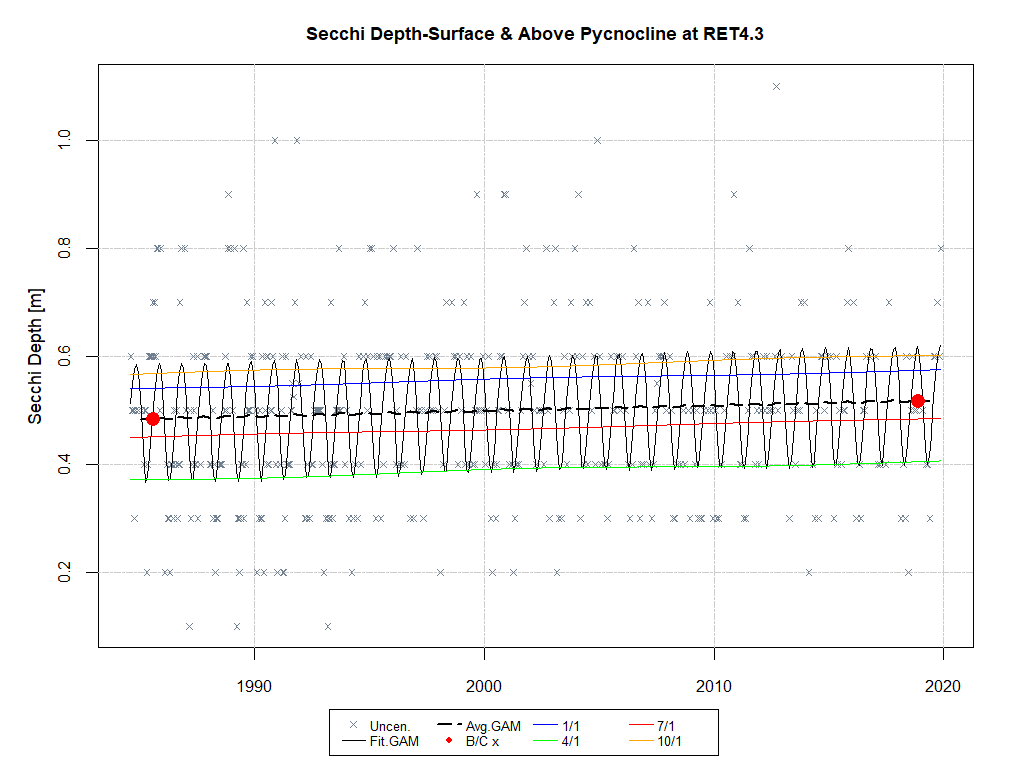 Secchi Depth-Surface & Above Pycnocline at RET4.3
Secchi Depth [m]
1.0
0.8
0.6
0.4
0.2
1990 2000 2010 2020
Uncen. Avg.GAM 1/1 7/1
Fit.GAM B/C x 4/1 10/1